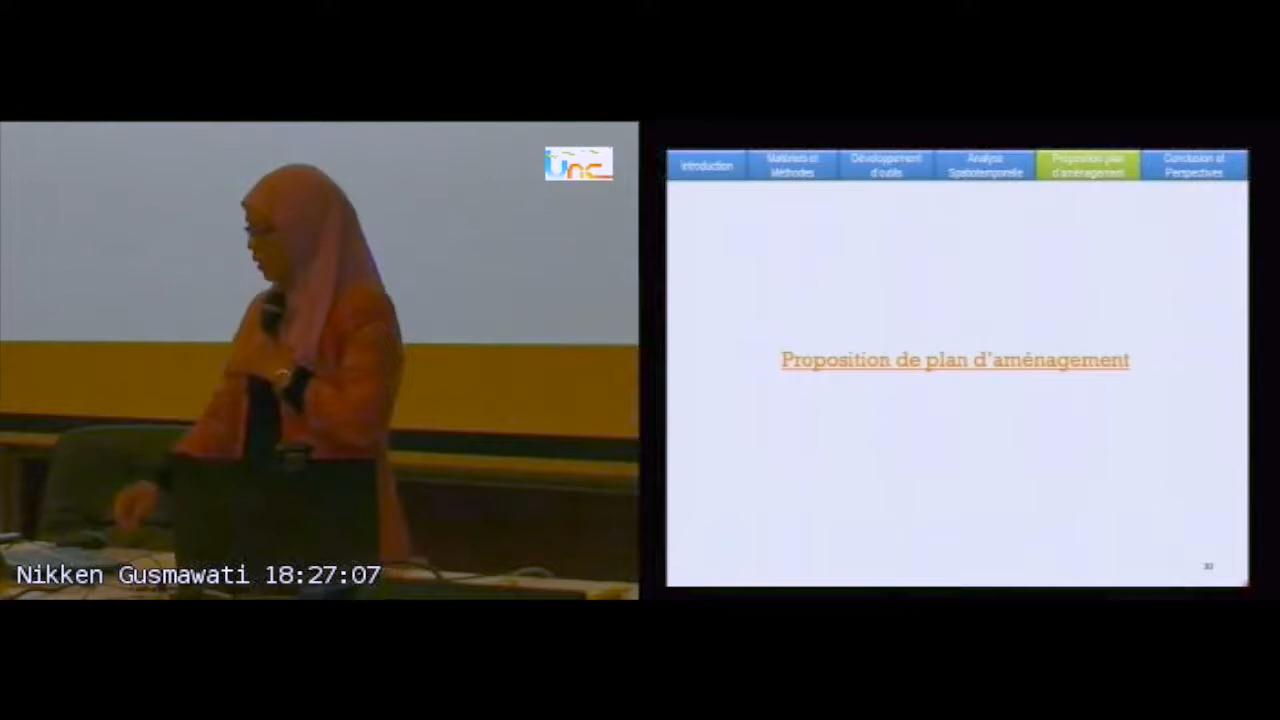 Unc
Introduction
Matériels et
Méthodes
Développement
d'outils
Analyse
Spatiotemporelle
Proposition plan
d'aménagement
Conclusion et
Perspectives
Proposition de plan d'aménagement
Nikken Gusmawati 18:27:07